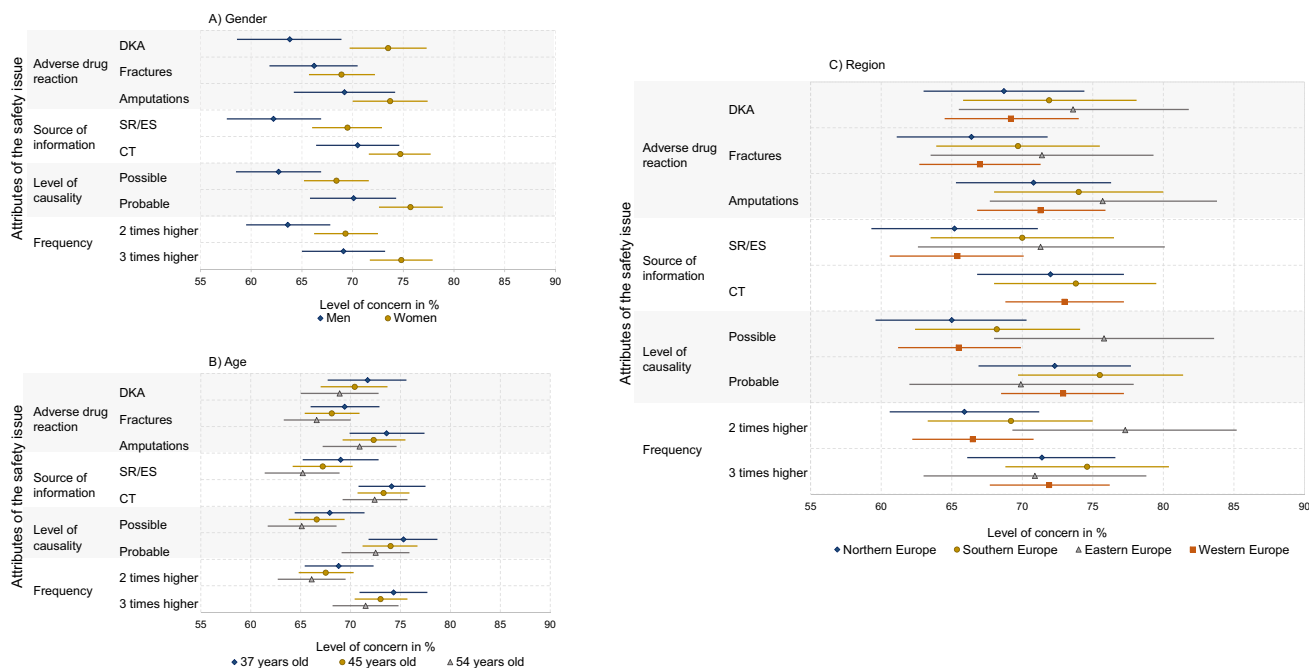 A) Gender
Attributes of the safety issue
Adverse drug
reaction
DKA
Fractures
Amputations
Source of
information
SR/ES
CT
Level of
causality
Possible
Probable
Frequency
2 times higher
3 times higher
55 60 65 70 75 80 85 90
Level of concern in %
Men Women
B) Age
Attributes of the safety issue
Adverse drug
reaction
DKA
Fractures
Amputations
Source of
information
SR/ES
CT
Level of
causality
Possible
Probable
Frequency
2 times higher
3 times higher
55 60 65 70 75 80 85 90
Level of concern in %
37 years old 45 years old 54 years old
C) Region
Attributes of the safety issue
Adverse drug
reaction
DKA
Fractures
Amputations
Source of
information
SR/ES
CT
Level of
causality
Possible
Probable
Frequency
2 times higher
3 times higher
55 60 65 70 75 80 85 90
Level of concern in %
Northern Europe Southern Europe Eastern Europe Western Europe